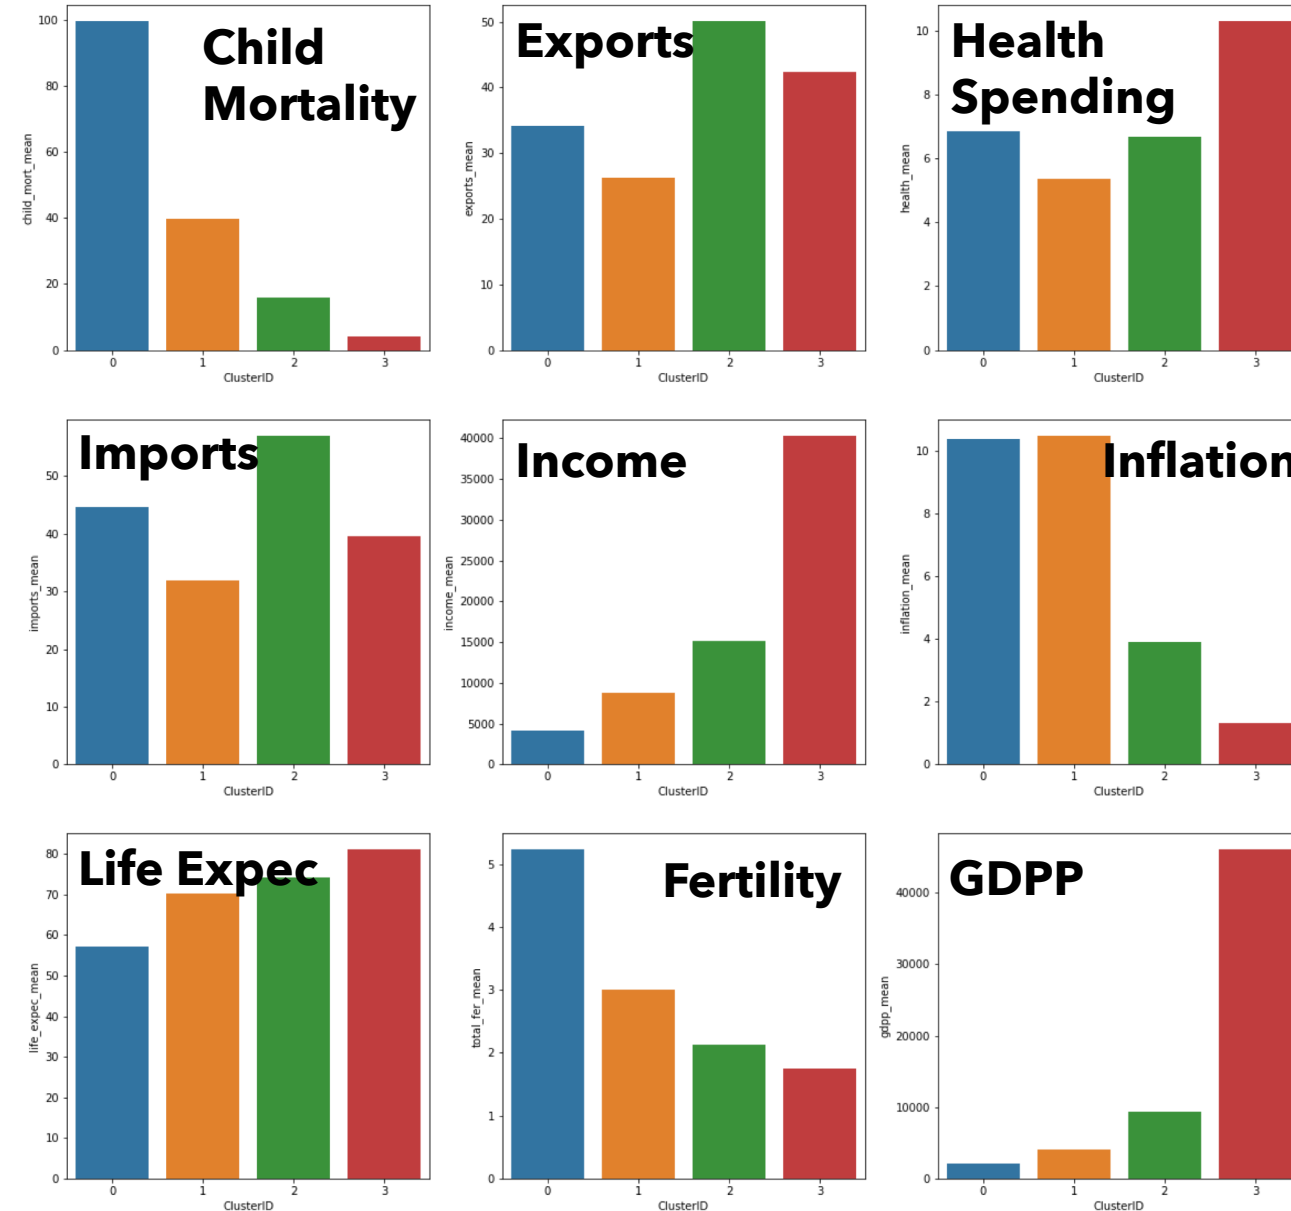 Child
Mortality
100
80
60
40
20
0
child_mort_mean
0 1 2 3
ClusterID
Exports
50
40
30
20
10
0
exports_mean
0 1 2 3
ClusterID
Health
Spending
10
8
6
4
2
0
health_mean
0 1 2 3
ClusterID
Imports
50
40
30
20
10
0
imports_mean
0 1 2 3
ClusterID
Income
40000
35000
30000
25000
20000
15000
10000
5000
0
income_mean
0 1 2 3
ClusterID
Inflation
10
8
6
4
2
0
inflation_mean
0 1 2 3
ClusterID
Life Expec
80
70
60
50
40
30
20
10
0
life_expec_mean
0 1 2 3
ClusterID
Fertility
5
4
3
2
1
0
total_fer_mean
0 1 2 3
ClusterID
GDPP
40000
30000
20000
10000
0
gdpp_mean
0 1 2 3
ClusterID